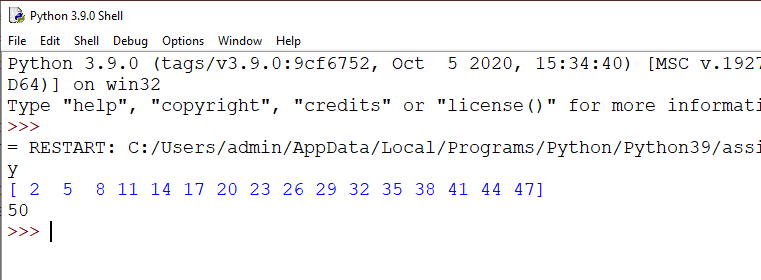 Python 3.9.0 Shell
File Edit Shell Debug Options Window Help
Python 3.9.0 (tags/v3.9.0:9cf6752, Oct  5 2020, 15:34:40) [MSC v.1927
D64)] on win32
Type "help", "copyright", "credits" or "license()" for more informati
>>>
= RESTART: C:/Users/admin/AppData/Local/Programs/Python/Python39/assi
y
[ 2  5  8 11 14 17 20 23 26 29 32 35 38 41 44 47]
50
>>>